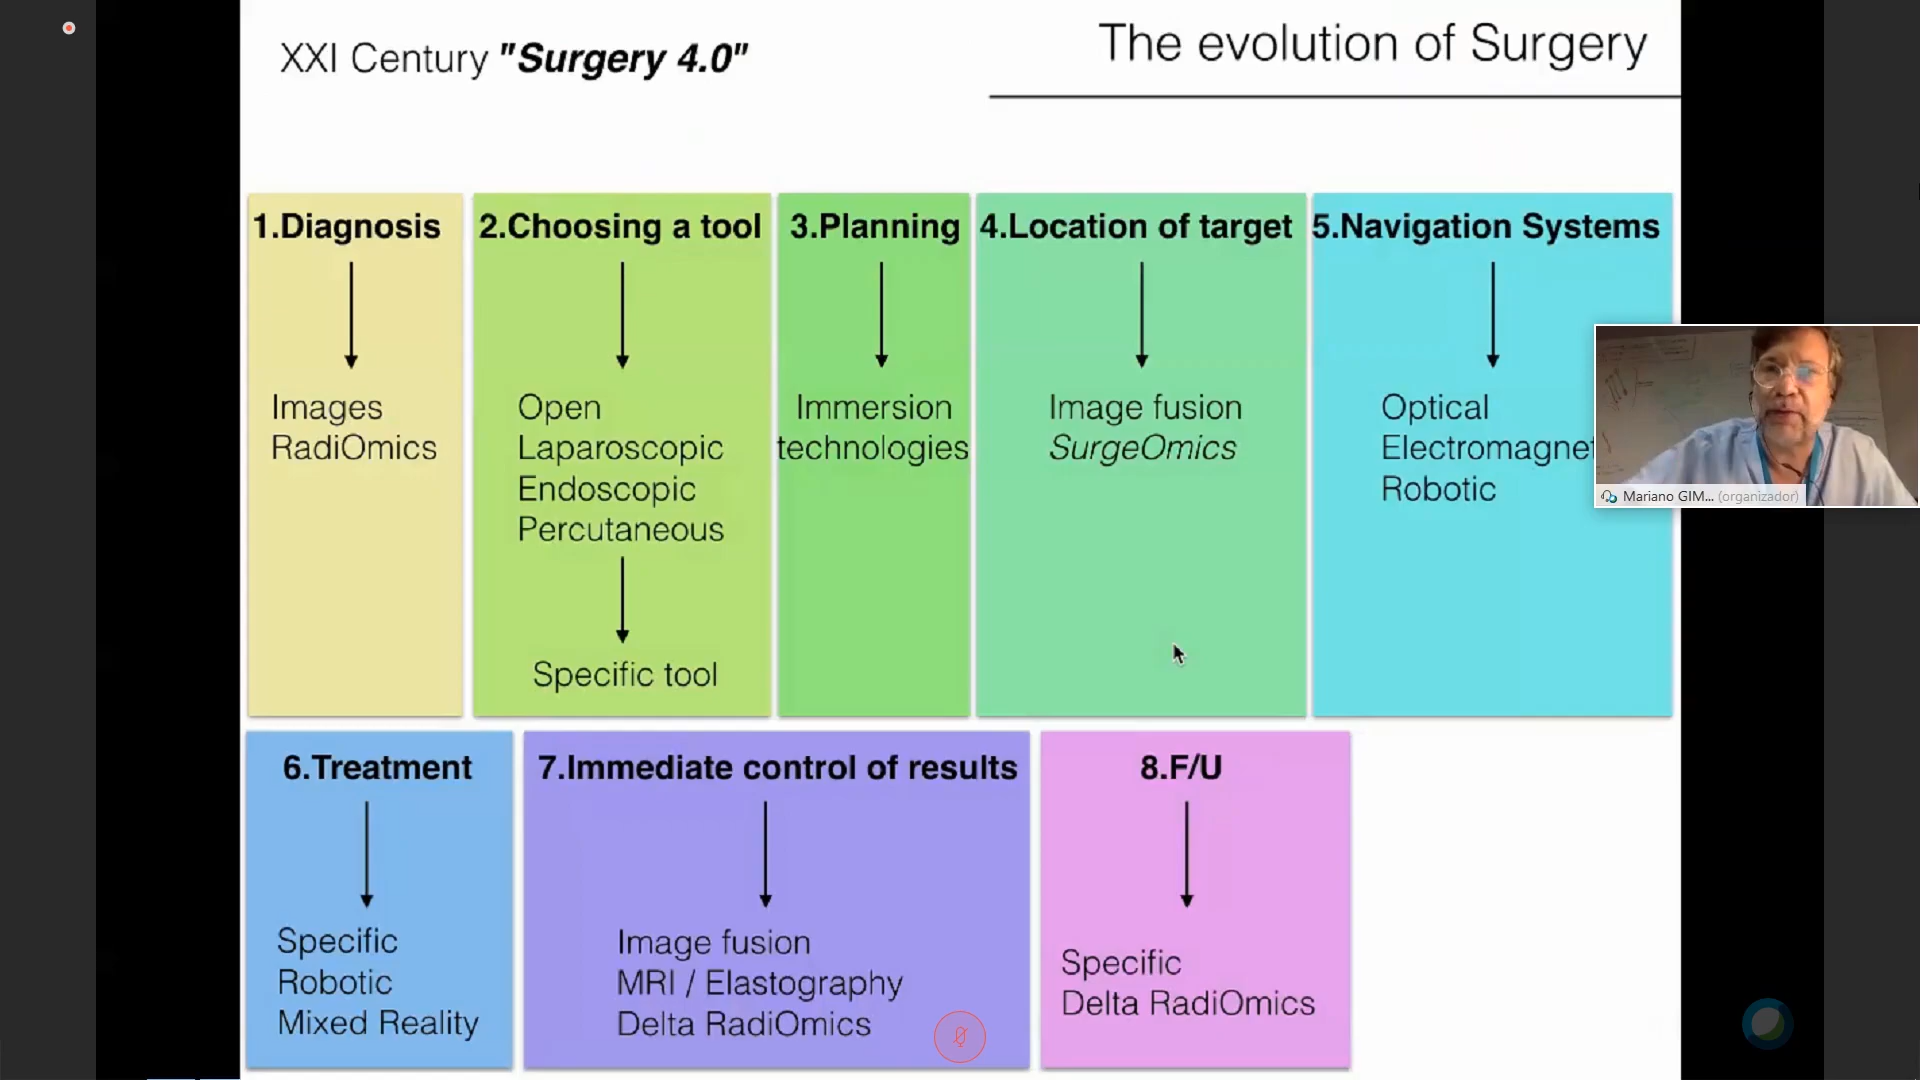 XXI Century "Surgery 4.0"
The evolution of Surgery
1.Diagnosis
Images
RadiOmics
2.Choosing a tool
Open
Laparoscopic
Endoscopic
Percutaneous
Specific tool
3.Planning
Immersion
technologies
4.Location of target
Image fusion
SurgeOmics
5.Navigation Systems
Optical
Electromagnet
Robotic
Mariano GIM... (organizador)
6.Treatment
Specific
Robotic
Mixed Reality
7.Immediate control of results
Image fusion
MRI / Elastography
Delta RadiOmics
8.F/U
Specific
Delta RadiOmics